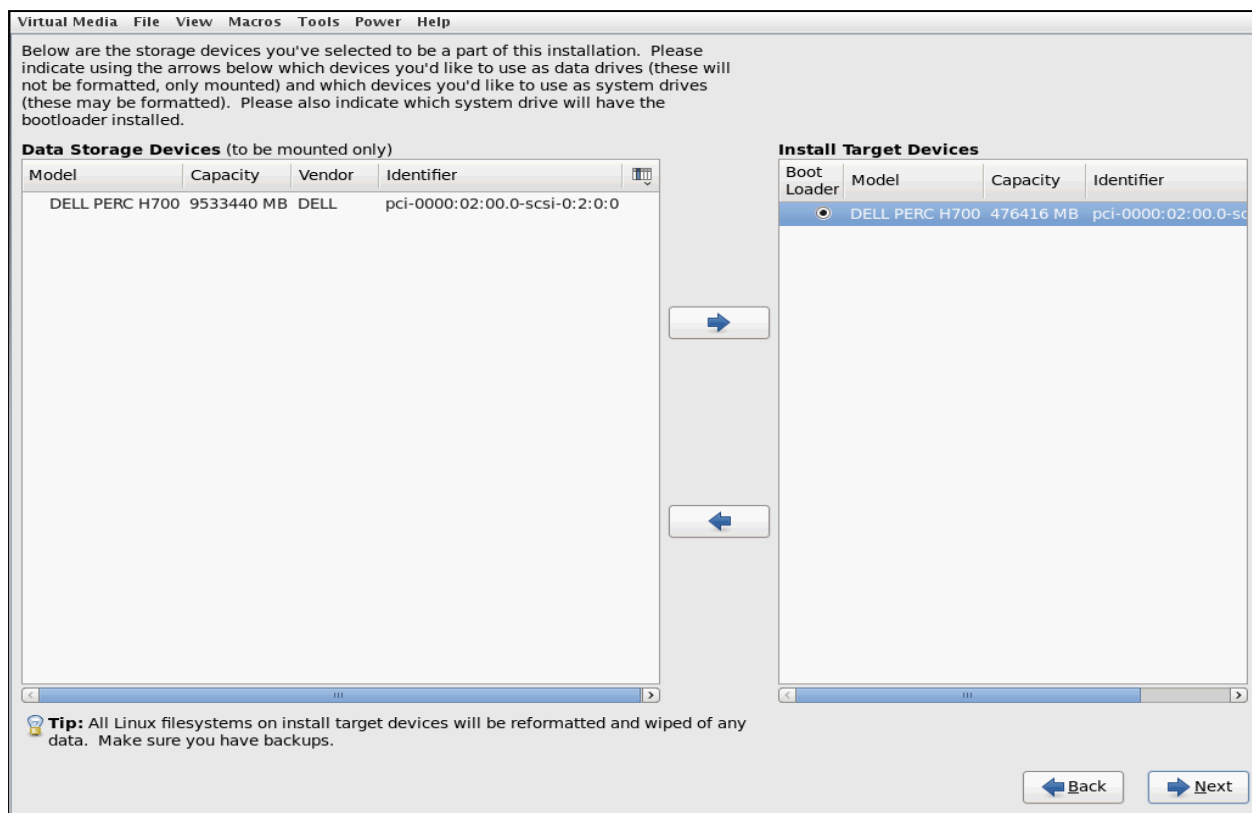 Virtual Media File View Macros Tools Power Help
Below are the storage devices you've selected to be a part of this installation. Please
indicate using the arrows below which devices you'd like to use as data drives (these will
not be formatted, only mounted) and which devices you'd like to use as system drives
(these may be formatted). Please also indicate which system drive will have the
bootloader installed.
Data Storage Devices (to be mounted only)
Model Capacity Vendor Identifier
DELL PERC H700 9533440 MB DELL pci-0000:02:00.0-scsi-0:2:0:0
Install Target Devices
Boot
Loader Model Capacity Identifier
DELL PERC H700 476416 MB pci-0000:02:00.0-sc
Tip: All Linux filesystems on install target devices will be reformatted and wiped of any
data. Make sure you have backups.
Back Next